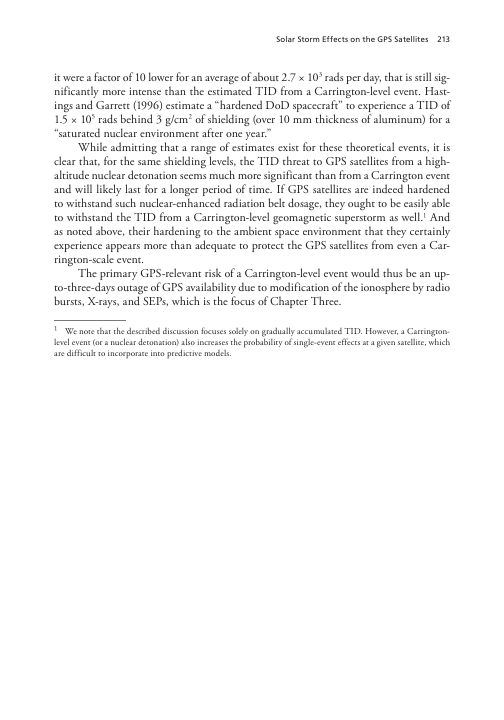 Solar Storm Effects on the GPS Satellites 213
it were a factor of 10 lower for an average of about 2.7 × 10³ rads per day, that is still sig-
nificantly more intense than the estimated TID from a Carrington-level event. Hast-
ings and Garrett (1996) estimate a “hardened DoD spacecraft” to experience a TID of
1.5 × 10⁵ rads behind 3 g/cm² of shielding (over 10 mm thickness of aluminum) for a
“saturated nuclear environment after one year.”
While admitting that a range of estimates exist for these theoretical events, it is
clear that, for the same shielding levels, the TID threat to GPS satellites from a high-
altitude nuclear detonation seems much more significant than from a Carrington event
and will likely last for a longer period of time. If GPS satellites are indeed hardened
to withstand such nuclear-enhanced radiation belt dosage, they ought to be easily able
to withstand the TID from a Carrington-level geomagnetic superstorm as well.¹ And
as noted above, their hardening to the ambient space environment that they certainly
experience appears more than adequate to protect the GPS satellites from even a Car-
rington-scale event.
The primary GPS-relevant risk of a Carrington-level event would thus be an up-
to-three-days outage of GPS availability due to modification of the ionosphere by radio
bursts, X-rays, and SEPs, which is the focus of Chapter Three.
¹ We note that the described discussion focuses solely on gradually accumulated TID. However, a Carrington-
level event (or a nuclear detonation) also increases the probability of single-event effects at a given satellite, which
are difficult to incorporate into predictive models.